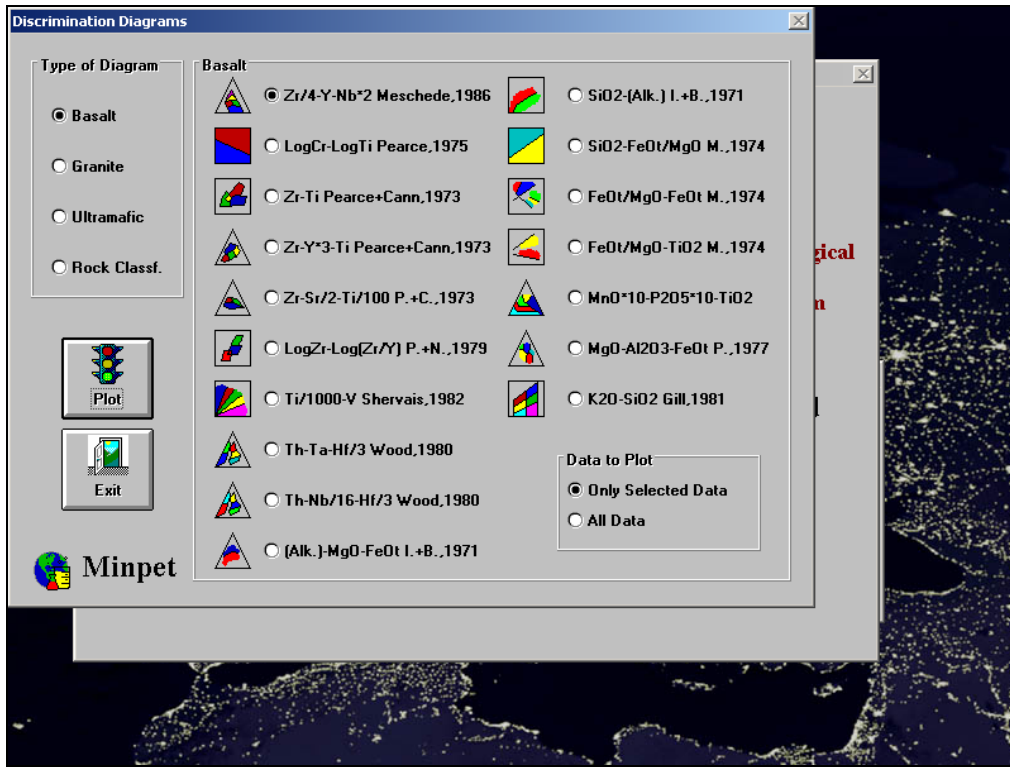 Discrimination Diagrams
Type of Diagram
Basalt
Granite
Ultramafic
Rock Classf.
Plot
Exit
Minpet
Basalt
Zr/4-Y-Nb*2 Meschede,1986
LogCr-LogTi Pearce,1975
Zr-Ti Pearce+Cann,1973
Zr-Y*3-Ti Pearce+Cann,1973
Zr-Sr/2-Ti/100 P.+C.,1973
LogZr-Log(Zr/Y) P.+N.,1979
Ti/1000-V Shervais,1982
Th-Ta-Hf/3 Wood,1980
Th-Nb/16-Hf/3 Wood,1980
(Alk.)-MgO-FeOt I.+B.,1971
SiO2-(Alk.) I.+B.,1971
SiO2-FeOt/MgO M.,1974
FeOt/MgO-FeOt M.,1974
FeOt/MgO-TiO2 M.,1974
MnO*10-P2O5*10-TiO2
MgO-Al2O3-FeOt P.,1977
K2O-SiO2 Gill,1981
Data to Plot
Only Selected Data
All Data
gical